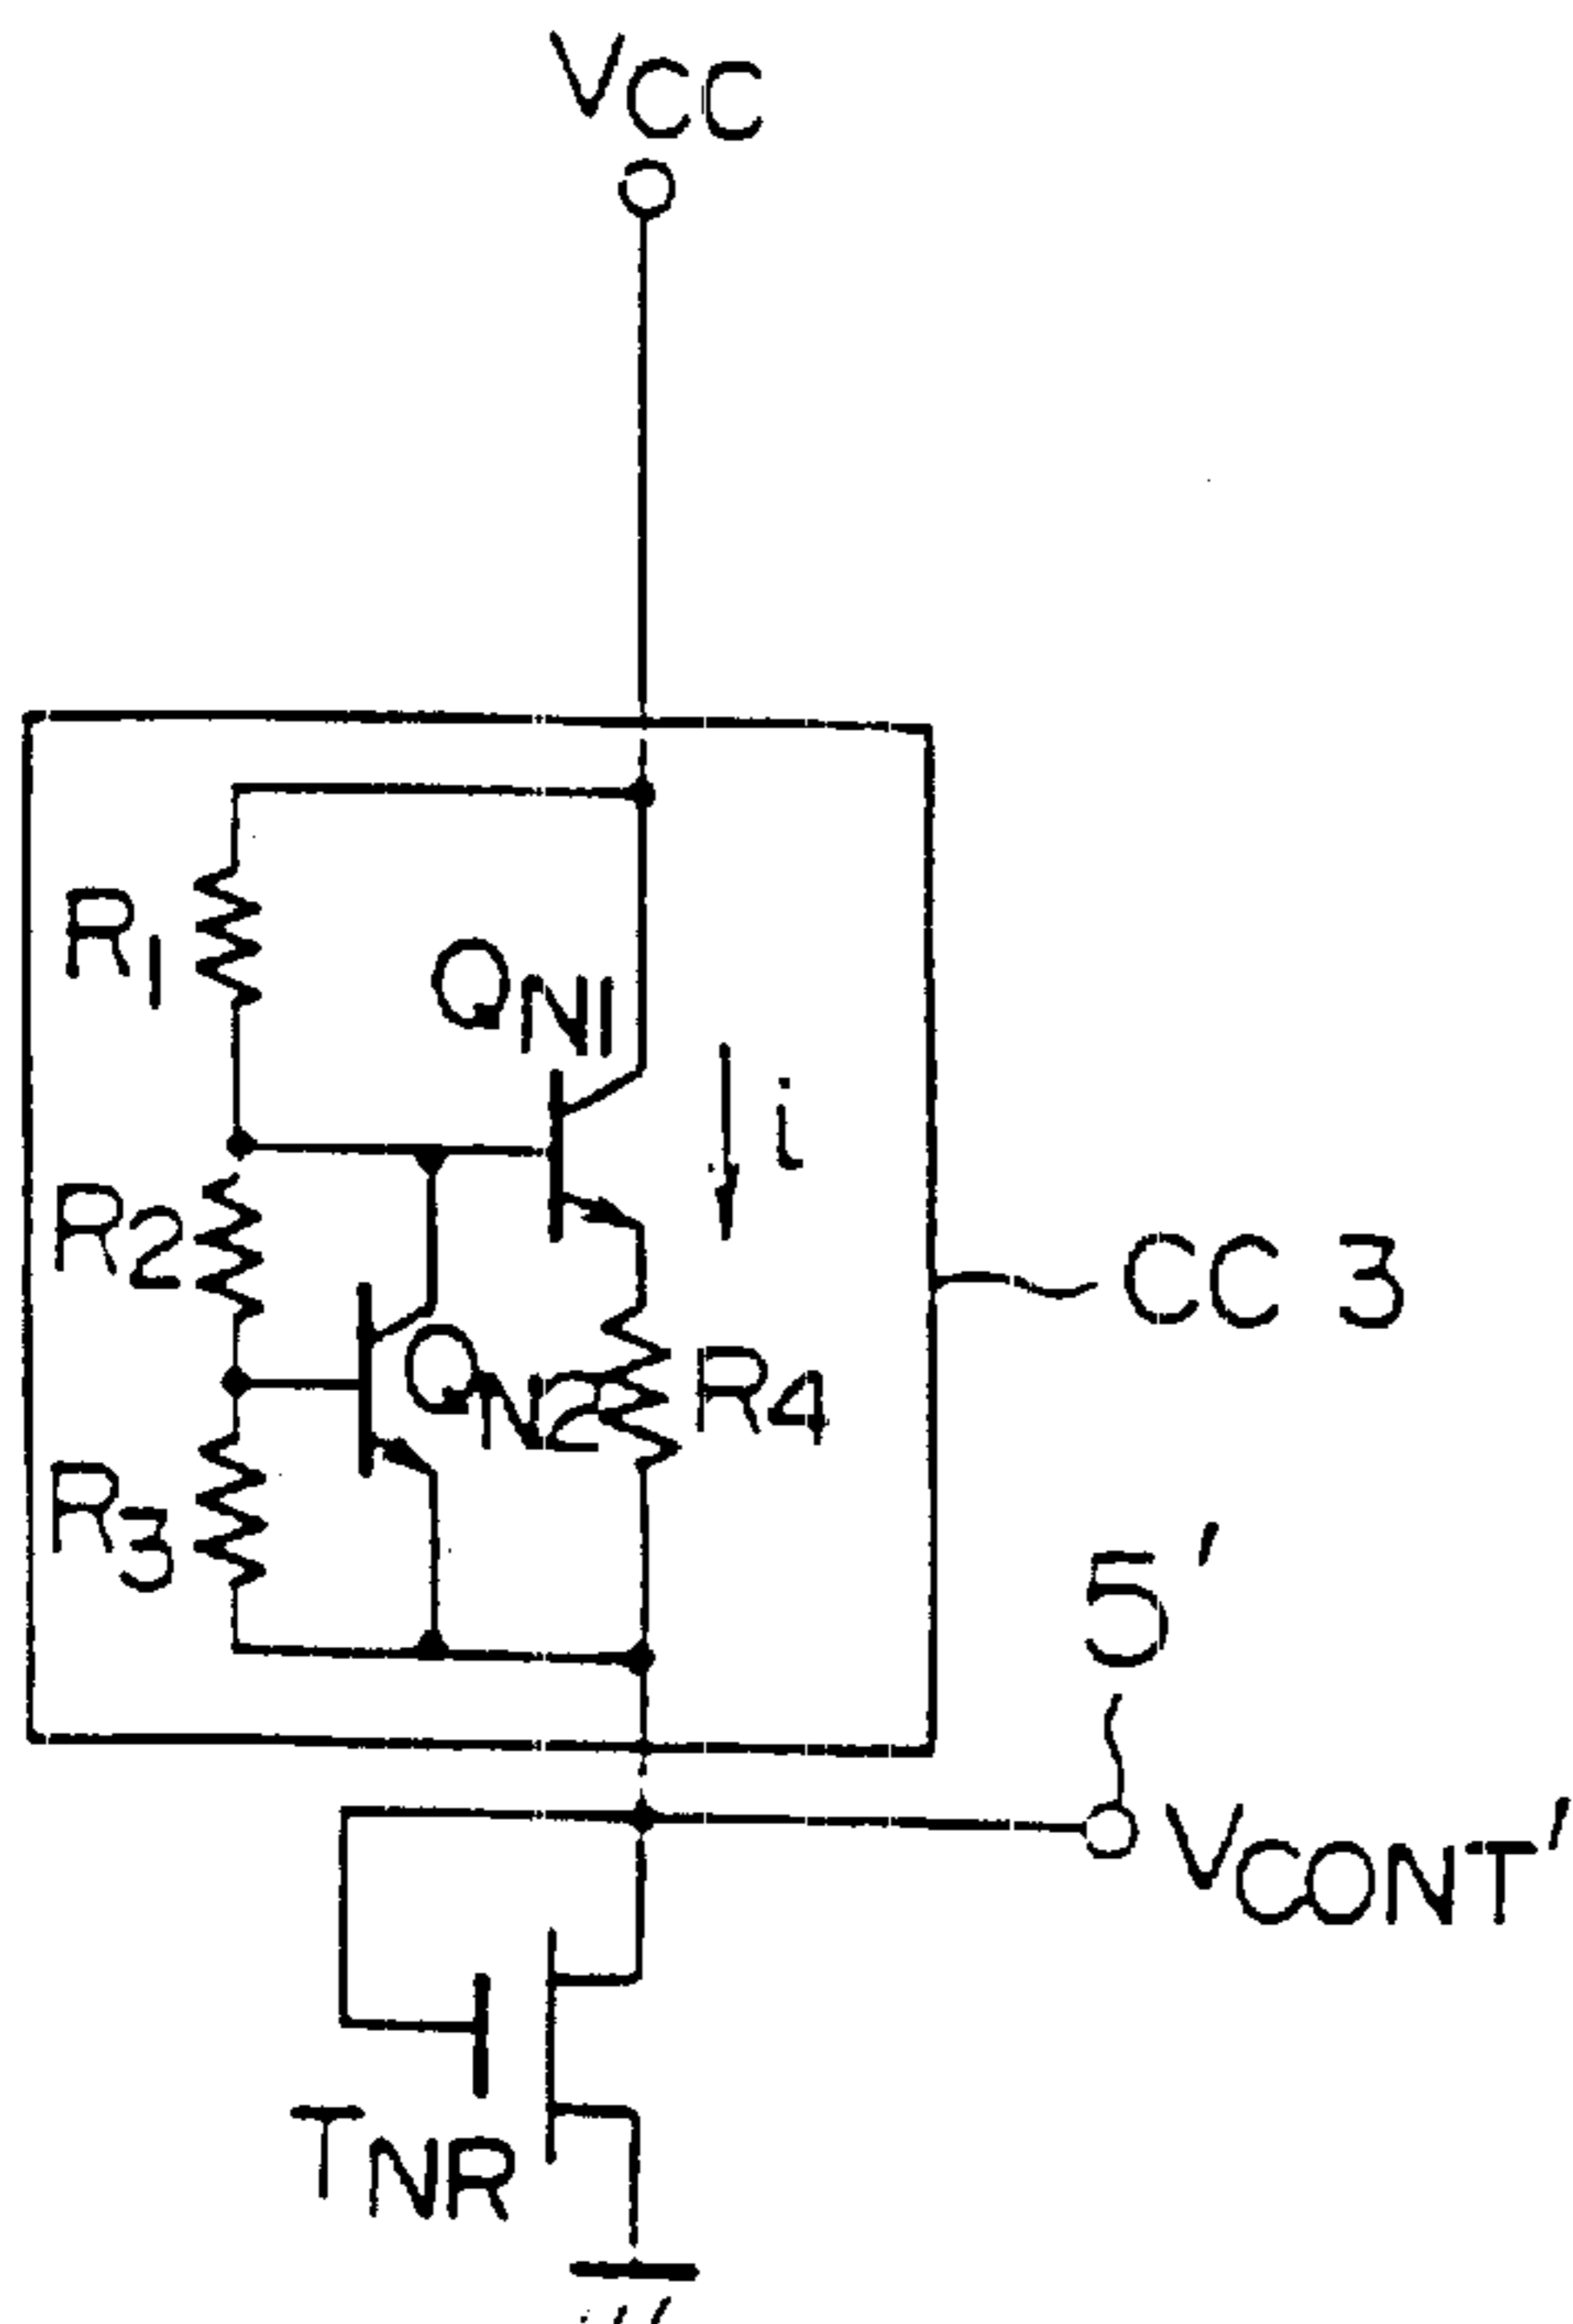 VCC
R1
QN1
i
R2
CC 3
QN2
R4
R3
5'
VCONT'
TNR